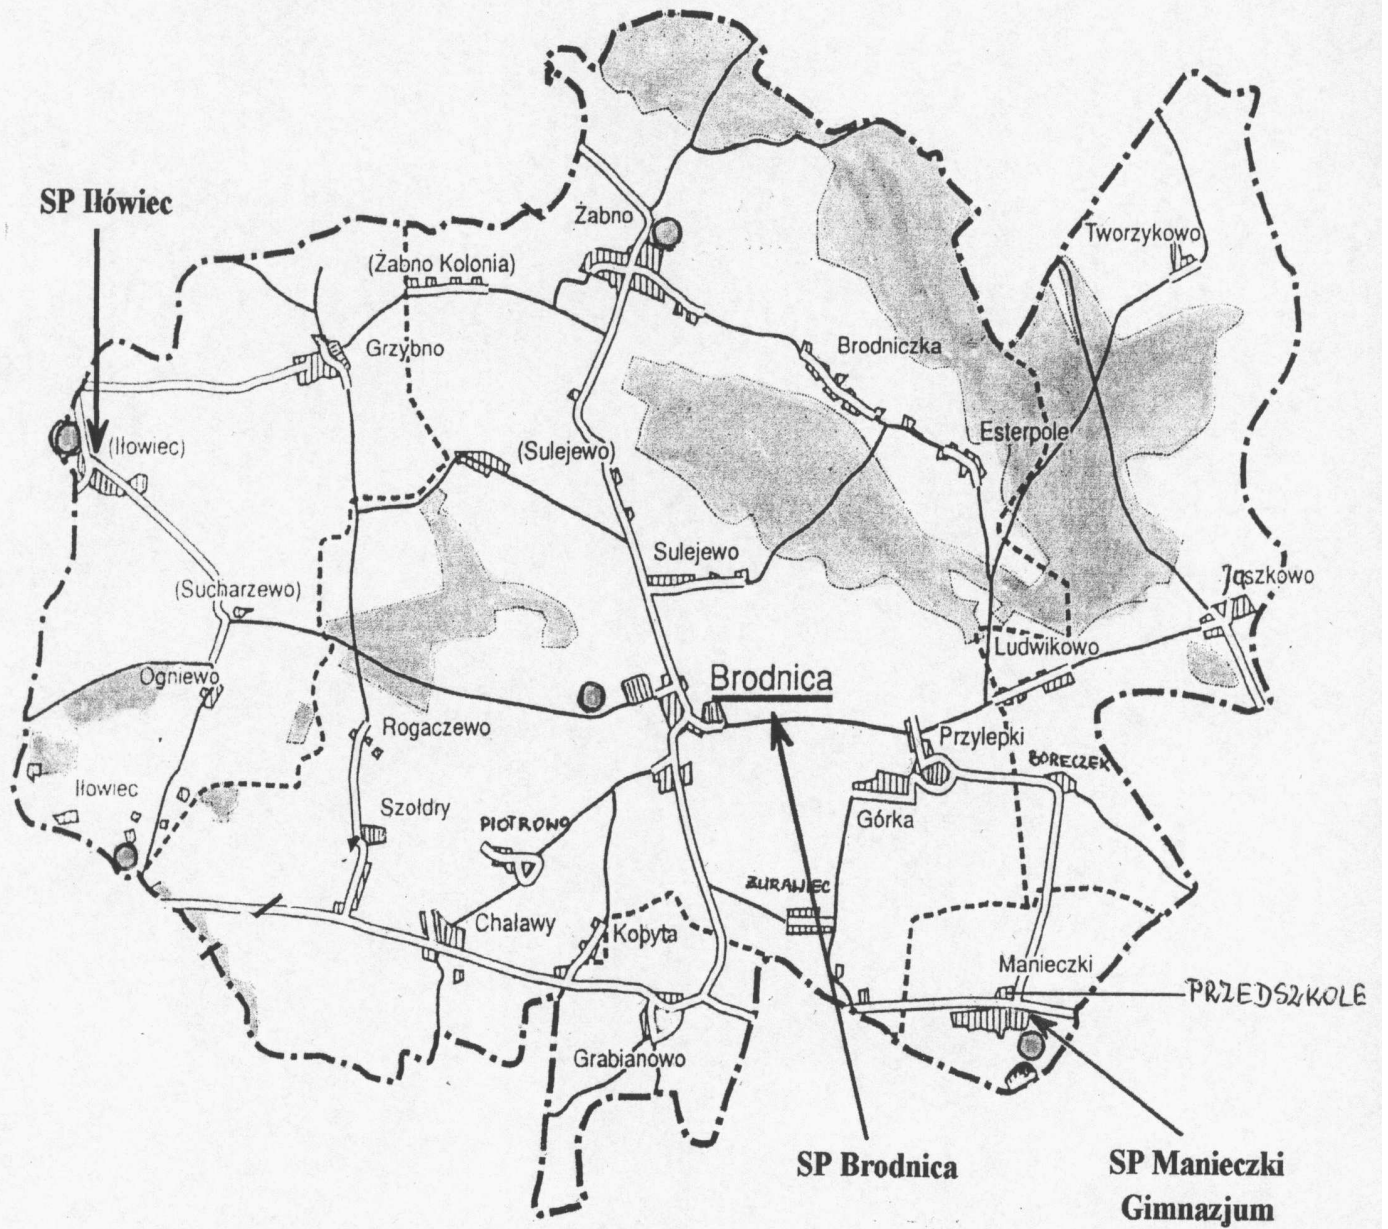 SP Iłówiec
Żabno
Tworzykowo
(Żabno Kolonia)
Grzybno
Brodniczka
(Iłowiec)
(Sulejewo)
Esterpole
Sulejewo
Juszkowo
(Sucharzewo)
Ludwikowo
Ogniewo
Brodnica
Rogaczewo
Przylepki
BORECZEK
Iłowiec
Szołdry
PIOTROWO
Górka
ŻURAWIEC
Chaławy
Kopyta
Manieczki
PRZEDSZKOLE
Grabianowo
SP Brodnica
SP Manieczki
Gimnazjum